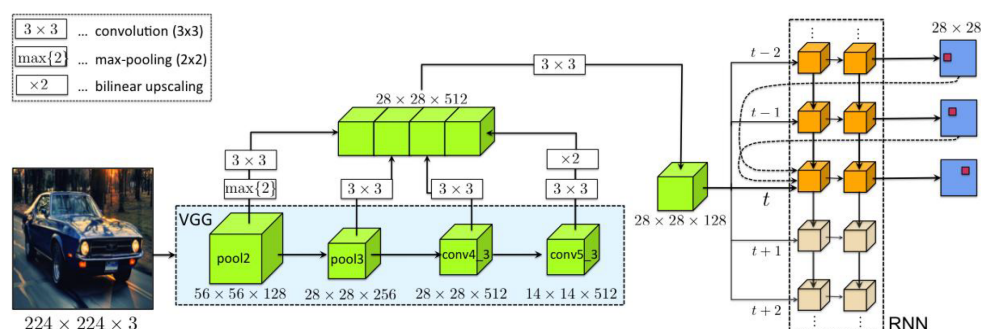 3 × 3 ... convolution (3x3)
max{2} ... max-pooling (2x2)
×2 ... bilinear upscaling
28 × 28 × 512
3 × 3
3 × 3
max{2}
3 × 3
3 × 3
×2
3 × 3
VGG
pool2
pool3
conv4_3
conv5_3
56 × 56 × 128
28 × 28 × 256
28 × 28 × 512
14 × 14 × 512
224 × 224 × 3
28 × 28 × 128
t − 2
t − 1
t
t + 1
t + 2
28 × 28
RNN